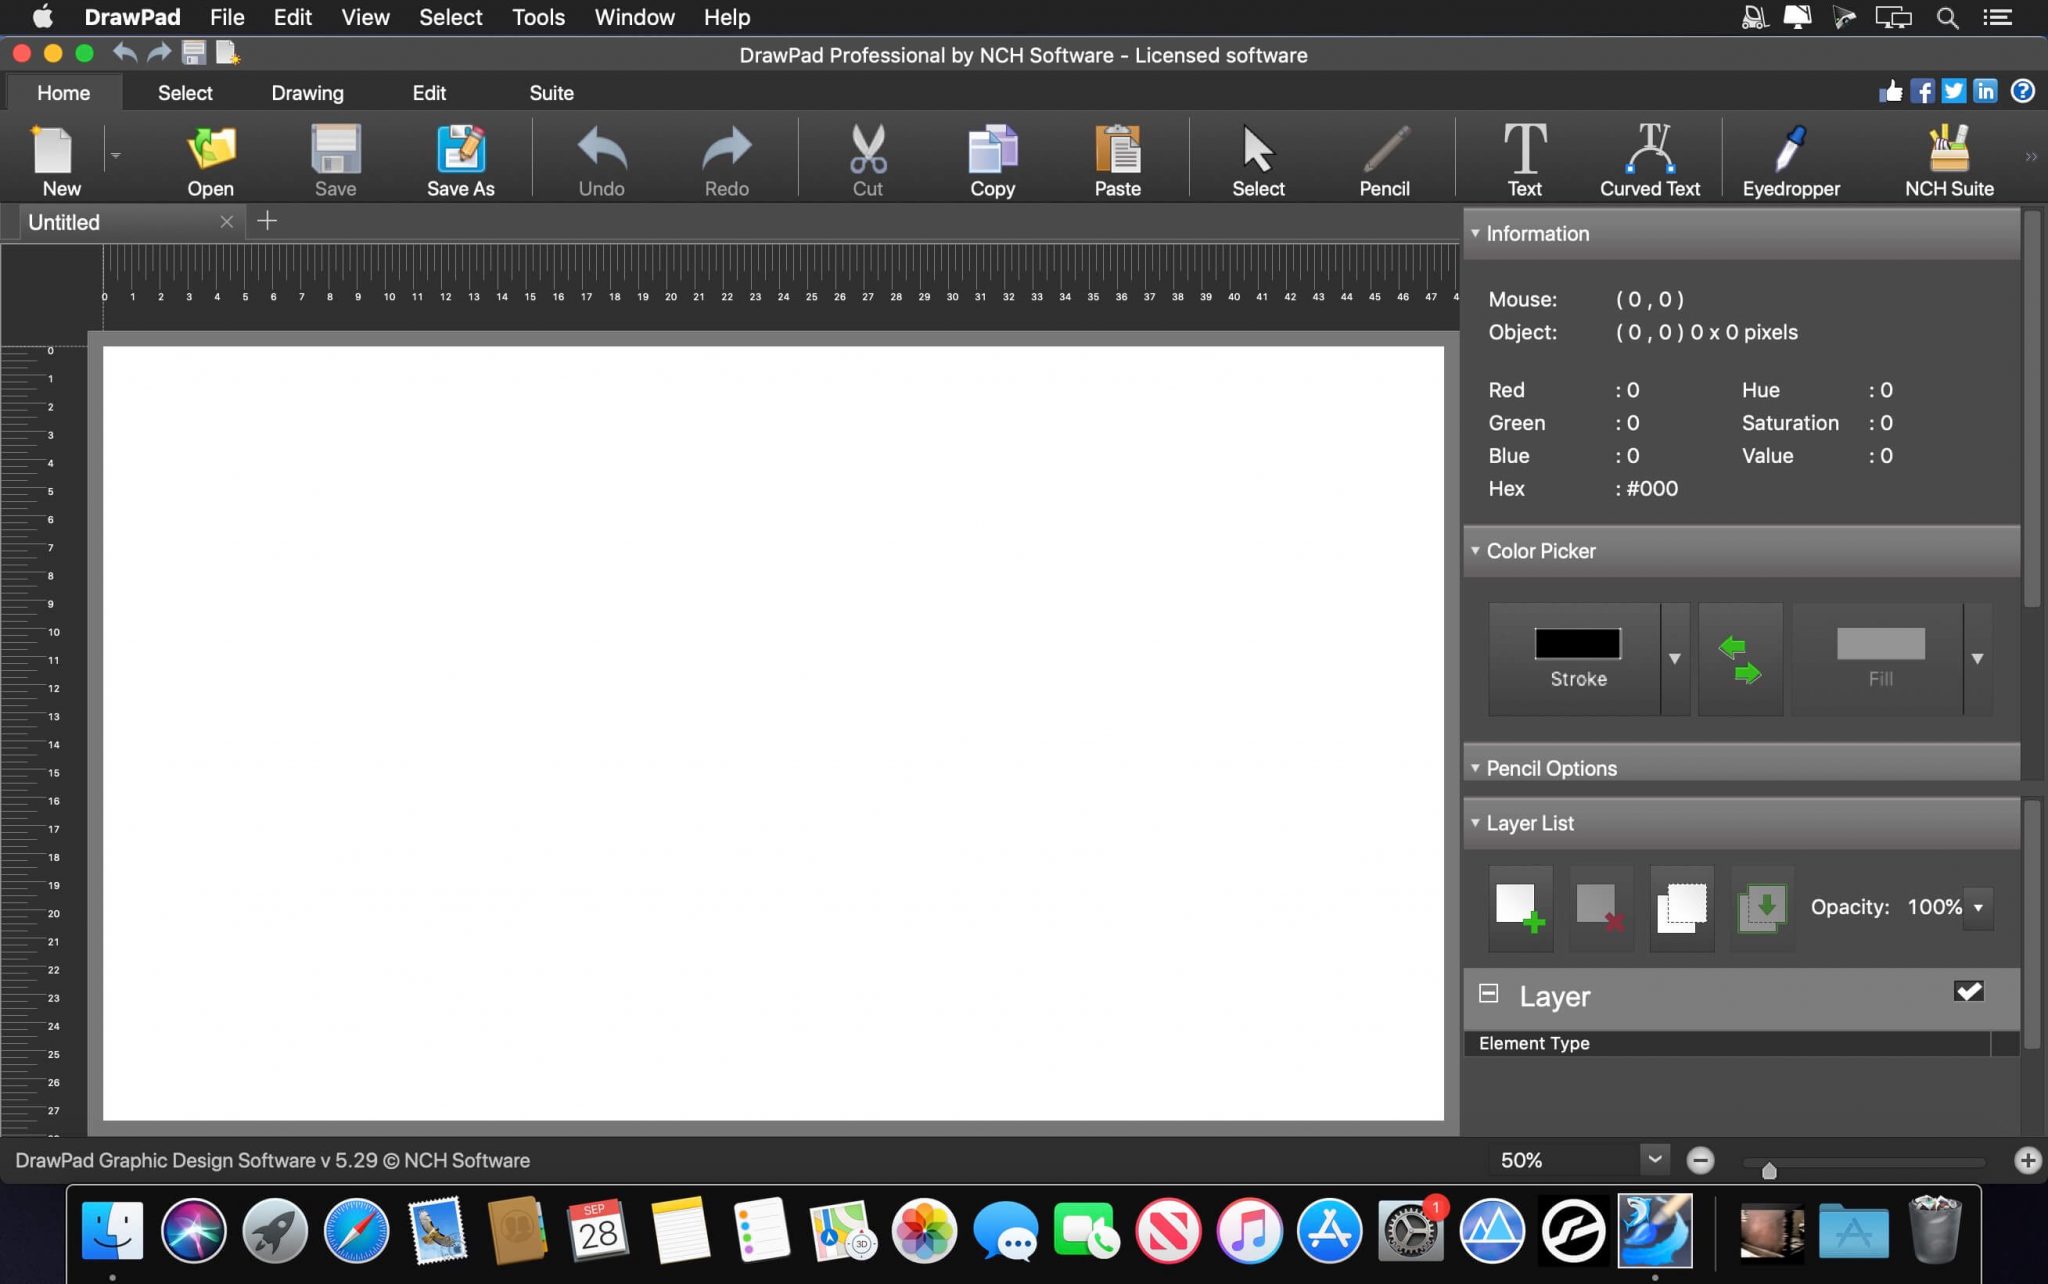 DrawPad File Edit View Select Tools Window Help
DrawPad Professional by NCH Software - Licensed software
Home Select Drawing Edit Suite
New Open Save Save As Undo Redo Cut Copy Paste Select Pencil Text Curved Text Eyedropper NCH Suite
Untitled
0 1 2 3 4 5 6 7 8 9 10 11 12 13 14 15 16 17 18 19 20 21 22 23 24 25 26 27 28 29 30 31 32 33 34 35 36 37 38 39 40 41 42 43 44 45 46 47 4
0
1
2
3
4
5
6
7
8
9
10
11
12
13
14
15
16
17
18
19
20
21
22
23
24
25
26
27
Information
Mouse: ( 0 , 0 )
Object: ( 0 , 0 ) 0 x 0 pixels
Red : 0 Hue : 0
Green : 0 Saturation : 0
Blue : 0 Value : 0
Hex : #000
Color Picker
Stroke Fill
Pencil Options
Layer List
Opacity: 100%
Layer
Element Type
DrawPad Graphic Design Software v 5.29 © NCH Software 50%
SEP
28
3D
1